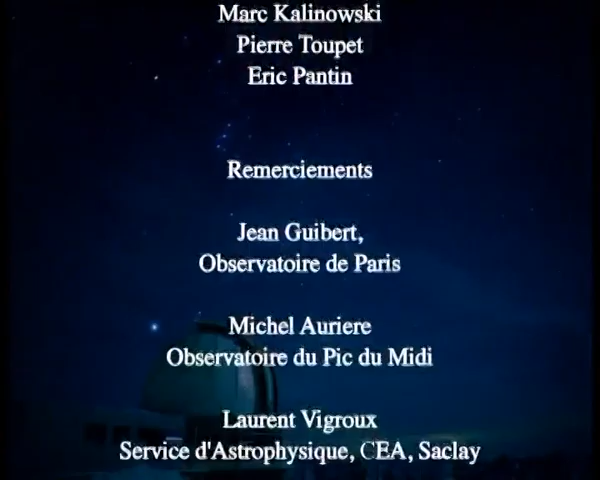 Marc Kalinowski
Pierre Toupet
Eric Pantin
Remerciements
Jean Guibert,
Observatoire de Paris
Michel Auriere
Observatoire du Pic du Midi
Laurent Vigroux
Service d'Astrophysique, CEA, Saclay